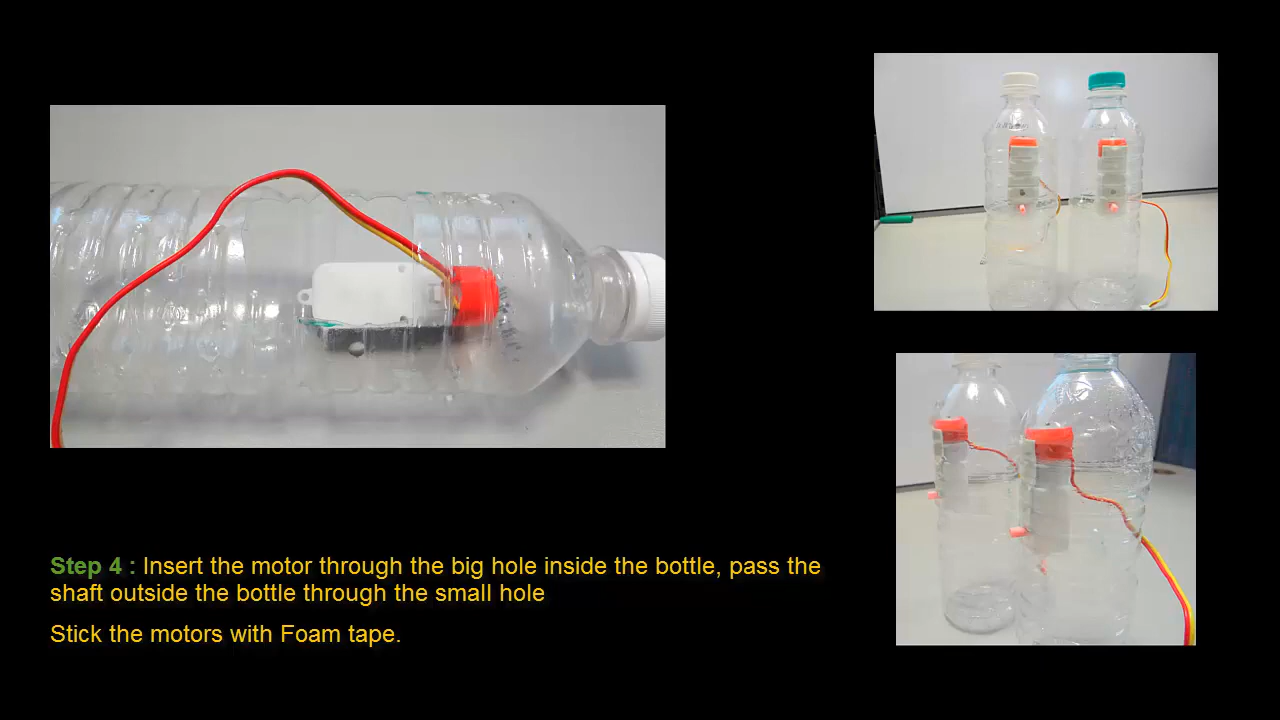 Step 4 : Insert the motor through the big hole inside the bottle, pass the
shaft outside the bottle through the small hole
Stick the motors with Foam tape.